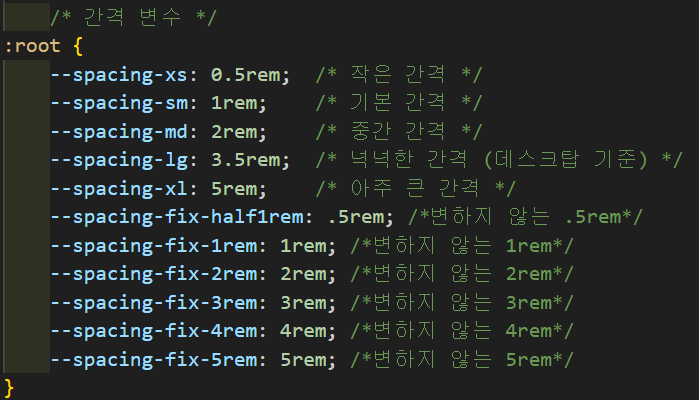 /* 간격 변수 */
:root {
--spacing-xs: 0.5rem; /* 작은 간격 */
--spacing-sm: 1rem; /* 기본 간격 */
--spacing-md: 2rem; /* 중간 간격 */
--spacing-lg: 3.5rem; /* 넉넉한 간격 (데스크탑 기준) */
--spacing-xl: 5rem; /* 아주 큰 간격 */
--spacing-fix-half1rem: .5rem; /*변하지 않는 .5rem*/
--spacing-fix-1rem: 1rem; /*변하지 않는 1rem*/
--spacing-fix-2rem: 2rem; /*변하지 않는 2rem*/
--spacing-fix-3rem: 3rem; /*변하지 않는 3rem*/
--spacing-fix-4rem: 4rem; /*변하지 않는 4rem*/
--spacing-fix-5rem: 5rem; /*변하지 않는 5rem*/
}